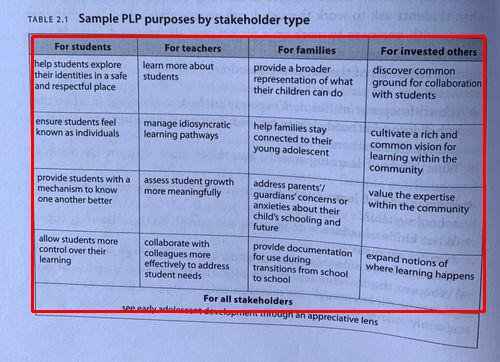 TABLE 2.1 Sample PLP purposes by stakeholder type
For students
For teachers
For families
For invested others
help students explore
their identities in a safe
and respectful place
learn more about
students
provide a broader
representation of what
their children can do
discover common
ground for collaboration
with students
ensure students feel
known as individuals
manage idiosyncratic
learning pathways
help families stay
connected to their
young adolescent
cultivate a rich and
common vision for
learning within the
community
provide students with a
mechanism to know
one another better
assess student growth
more meaningfully
address parents'/
guardians' concerns or
anxieties about their
child's schooling and
future
value the expertise
within the community
allow students more
control over their
learning
collaborate with
colleagues more
effectively to address
student needs
provide documentation
for use during
transitions from school
to school
expand notions of
where learning happens
For all stakeholders
see early adolescent development through an appreciative lens